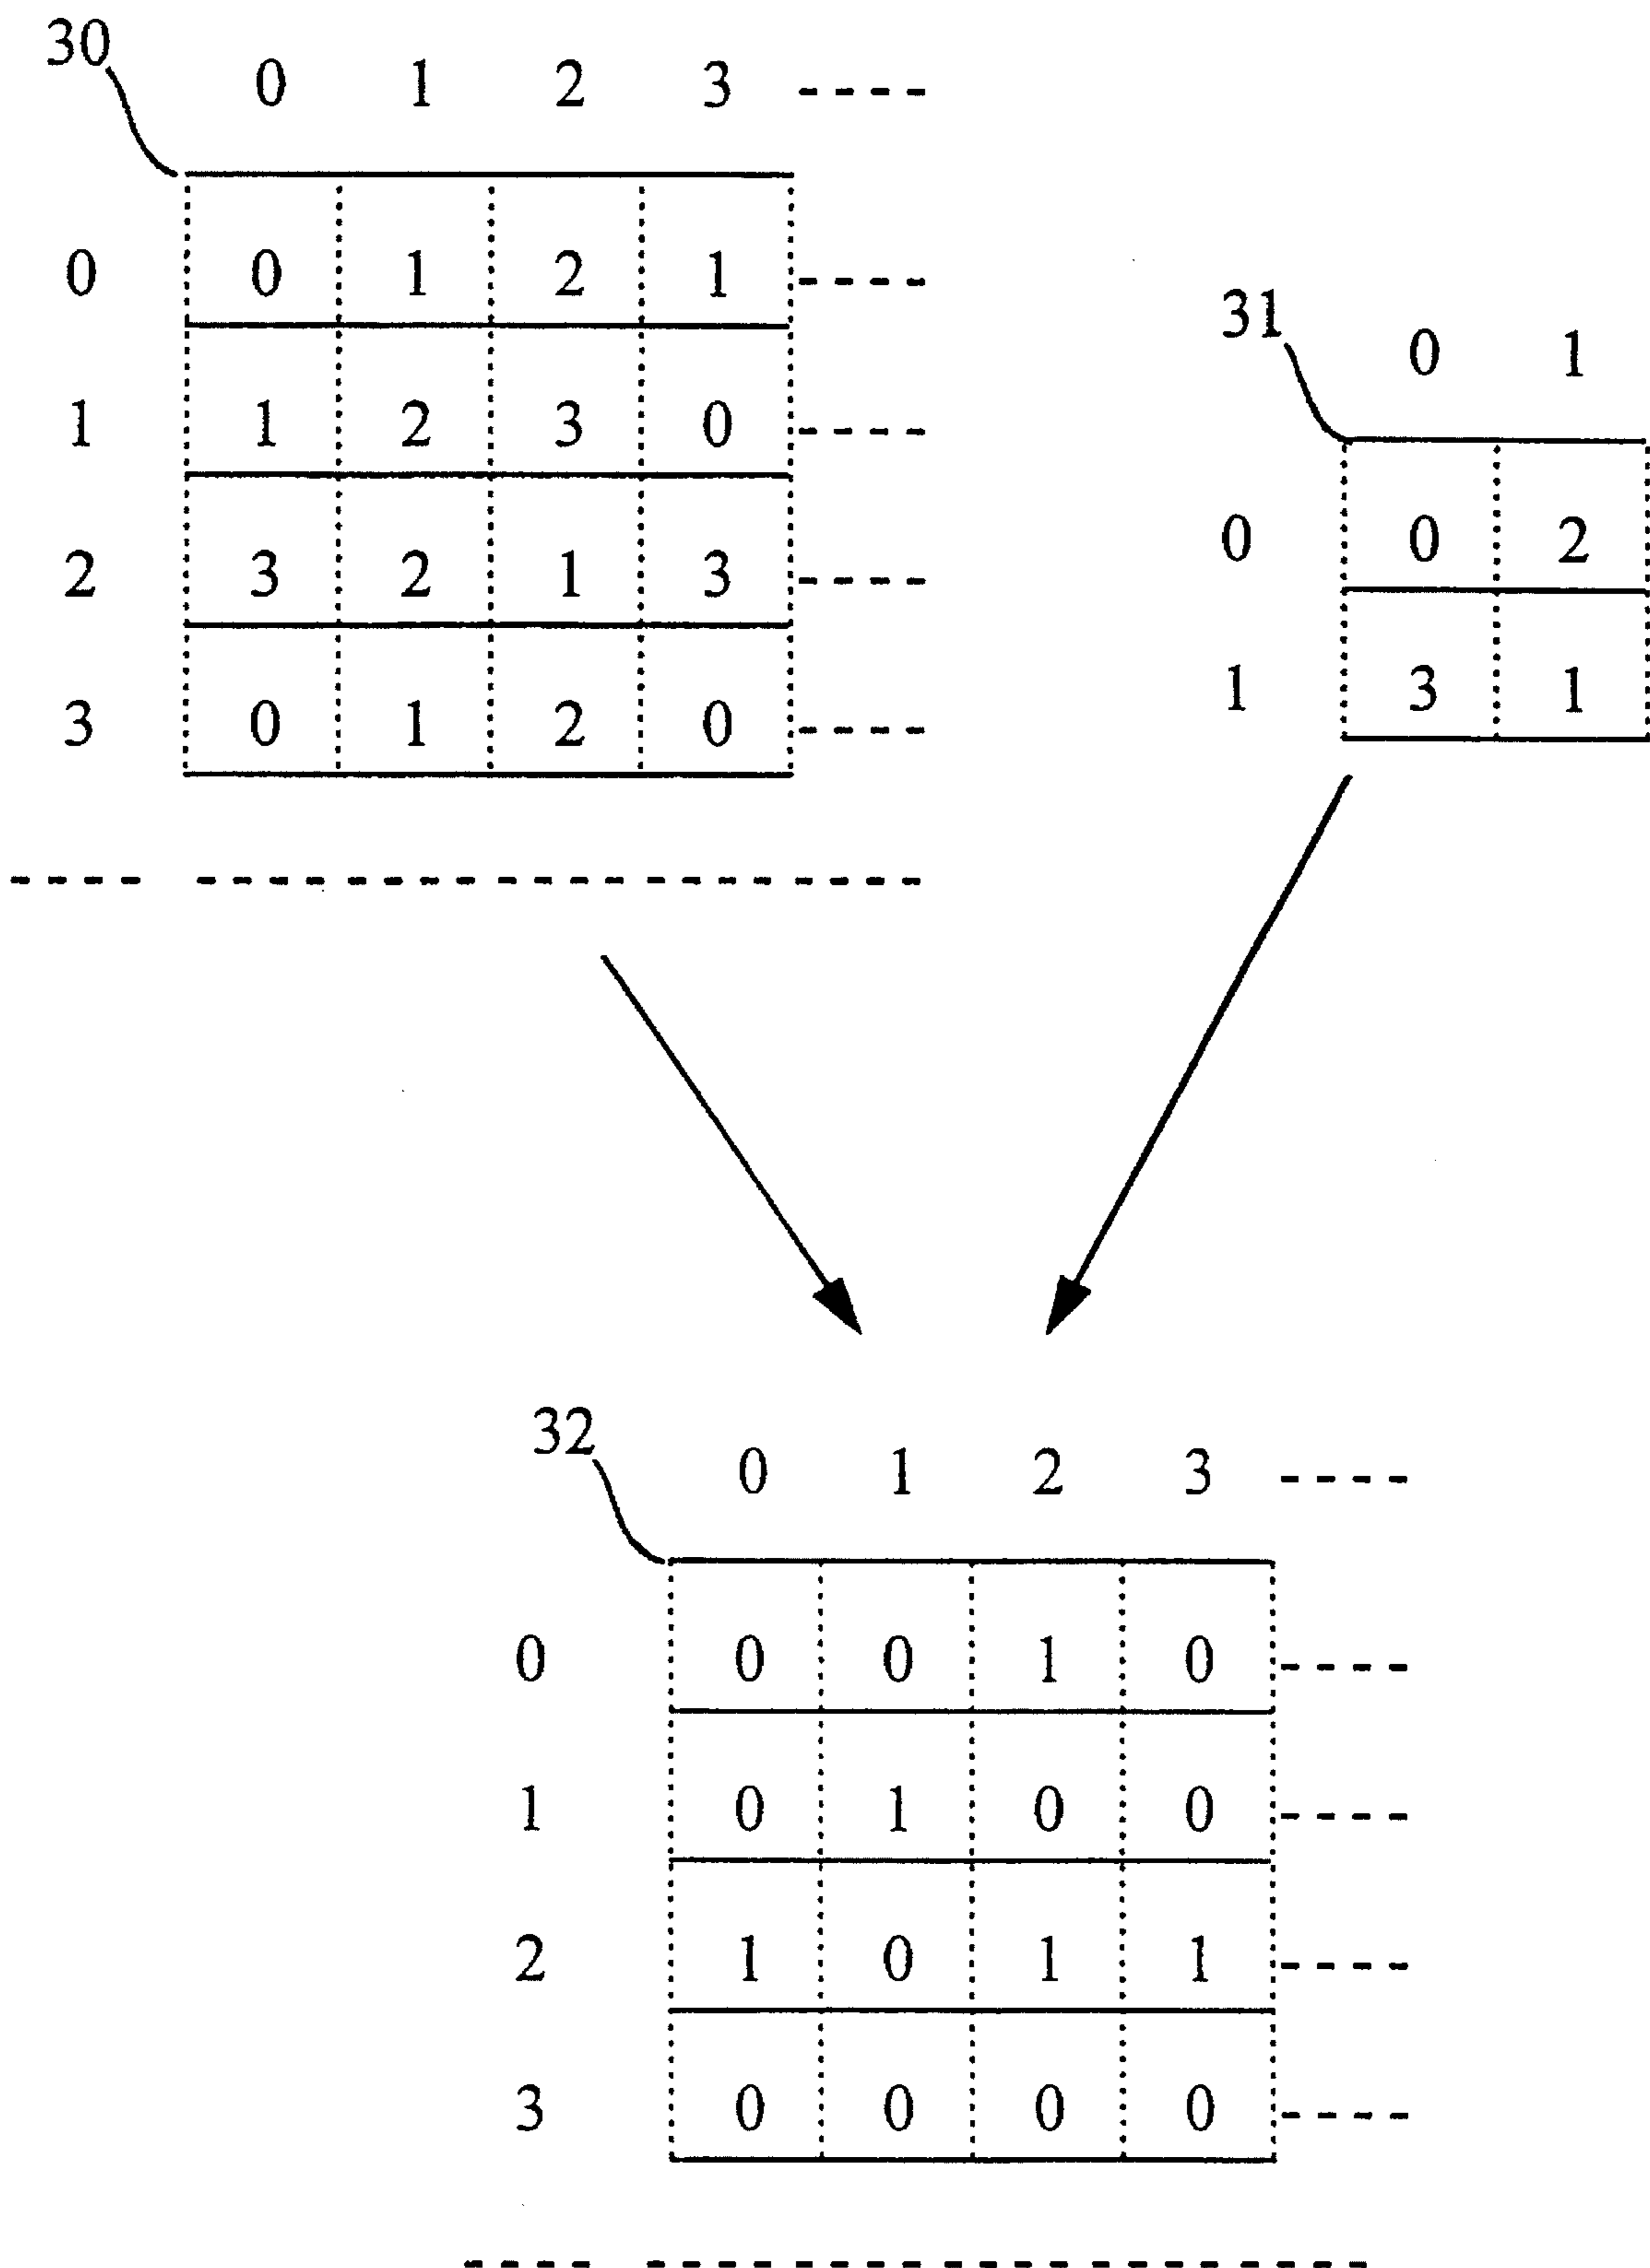 30
0 1 2 3 ----
0 0 1 2 1 ----
1 1 2 3 0 ----
2 3 2 1 3 ----
3 0 1 2 0 ----
31
0 1
0 0 2
1 3 1
32
0 1 2 3 ----
0 0 0 1 0 ----
1 0 1 0 0 ----
2 1 0 1 1 ----
3 0 0 0 0 ----